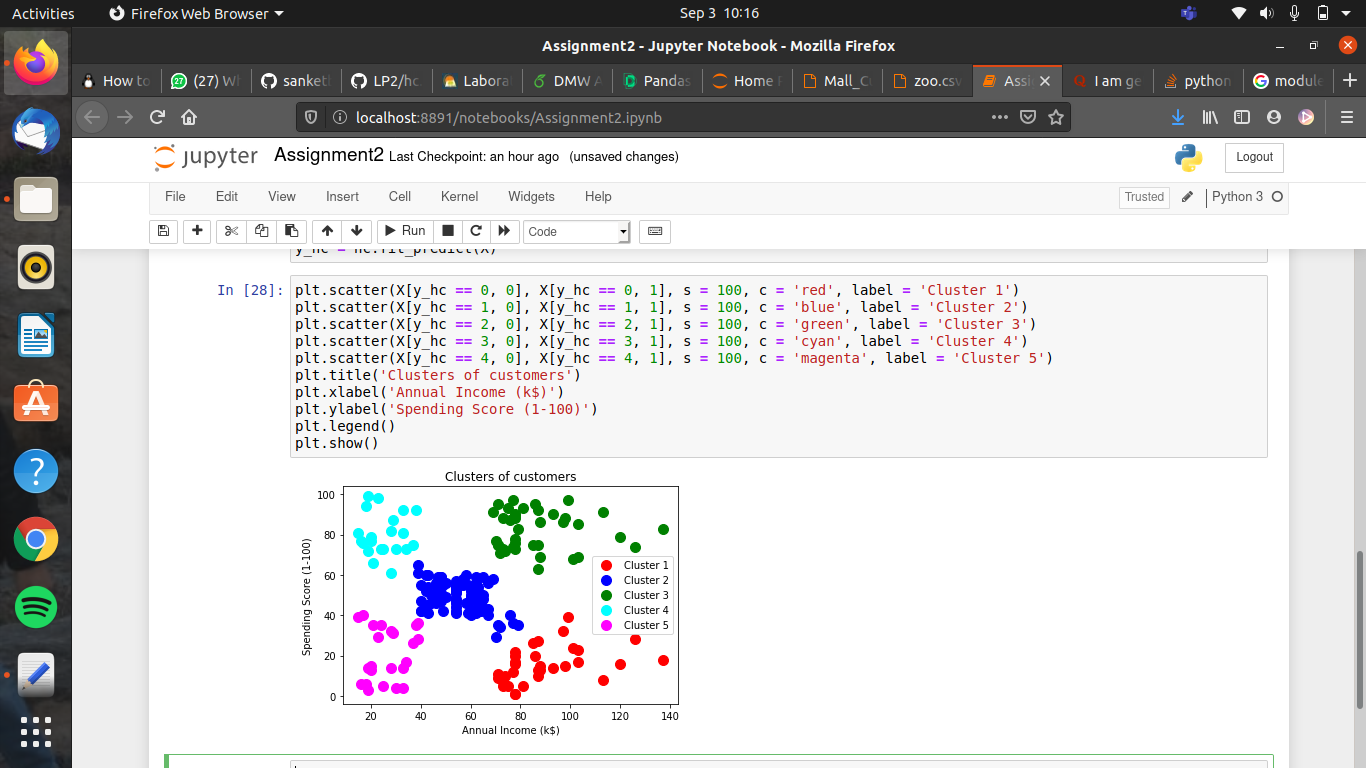 Activities Firefox Web Browser Sep 3 10:16
Assignment2 - Jupyter Notebook - Mozilla Firefox
How to (27) Wh sanket LP2/hc Labora DMW A Pandas Home Mall_C zoo.csv Assi I am ge python module
localhost:8891/notebooks/Assignment2.ipynb
jupyter Assignment2 Last Checkpoint: an hour ago (unsaved changes) Logout
File Edit View Insert Cell Kernel Widgets Help Trusted Python 3
Run Code
y_hc = hc.fit_predict(X)
In [28]: plt.scatter(X[y_hc == 0, 0], X[y_hc == 0, 1], s = 100, c = 'red', label = 'Cluster 1')
plt.scatter(X[y_hc == 1, 0], X[y_hc == 1, 1], s = 100, c = 'blue', label = 'Cluster 2')
plt.scatter(X[y_hc == 2, 0], X[y_hc == 2, 1], s = 100, c = 'green', label = 'Cluster 3')
plt.scatter(X[y_hc == 3, 0], X[y_hc == 3, 1], s = 100, c = 'cyan', label = 'Cluster 4')
plt.scatter(X[y_hc == 4, 0], X[y_hc == 4, 1], s = 100, c = 'magenta', label = 'Cluster 5')
plt.title('Clusters of customers')
plt.xlabel('Annual Income (k$)')
plt.ylabel('Spending Score (1-100)')
plt.legend()
plt.show()
Clusters of customers
100
80
60
40
20
0
Spending Score (1-100)
Cluster 1
Cluster 2
Cluster 3
Cluster 4
Cluster 5
20 40 60 80 100 120 140
Annual Income (k$)